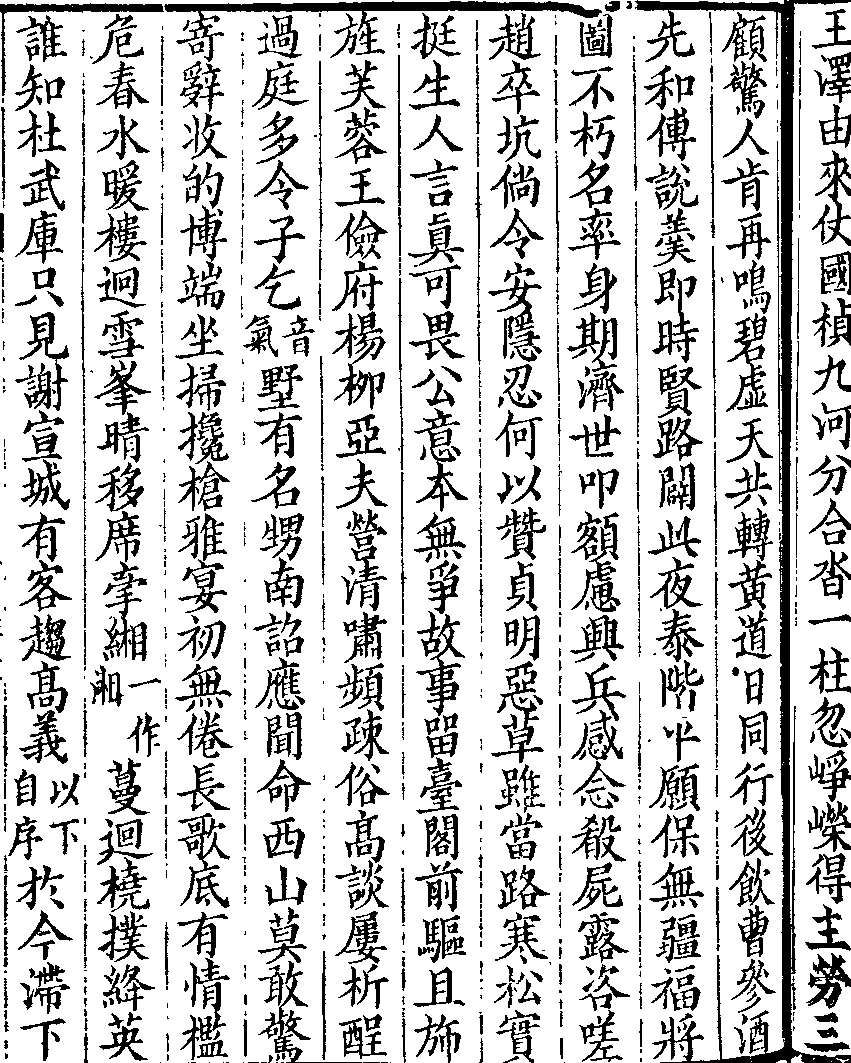 王澤由來仗國楨九河分合沓一柱忽崢嶸得主勞三
顧驚人肯再鳴碧虛天共轉黃道日同行後飲曹參酒
先和傅說羹即時賢路闢此夜泰階平願保無疆福將
圖不朽名率身期濟世叩額慮興兵感念殽屍露咨嗟
趙卒坑倘令安隱忍何以贊貞明惡草雖當路寒松實
挺生人言眞可畏公意本無爭故事留臺閣前驅且斾
旌芙蓉王儉府楊柳亞夫營清嘯頻疎俗高談屢析酲
過庭多令子乞音氣墅有名甥南詔應聞命西山莫敢驚
寄辭收的博端坐掃攙槍雅宴初無倦長歌底有情檻
危春水暖樓迥雪峯晴移席牽緗一作湘蔓迴橈撲絳英
誰知杜武庫只見謝宣城有客趨高義以下自序於今滯下